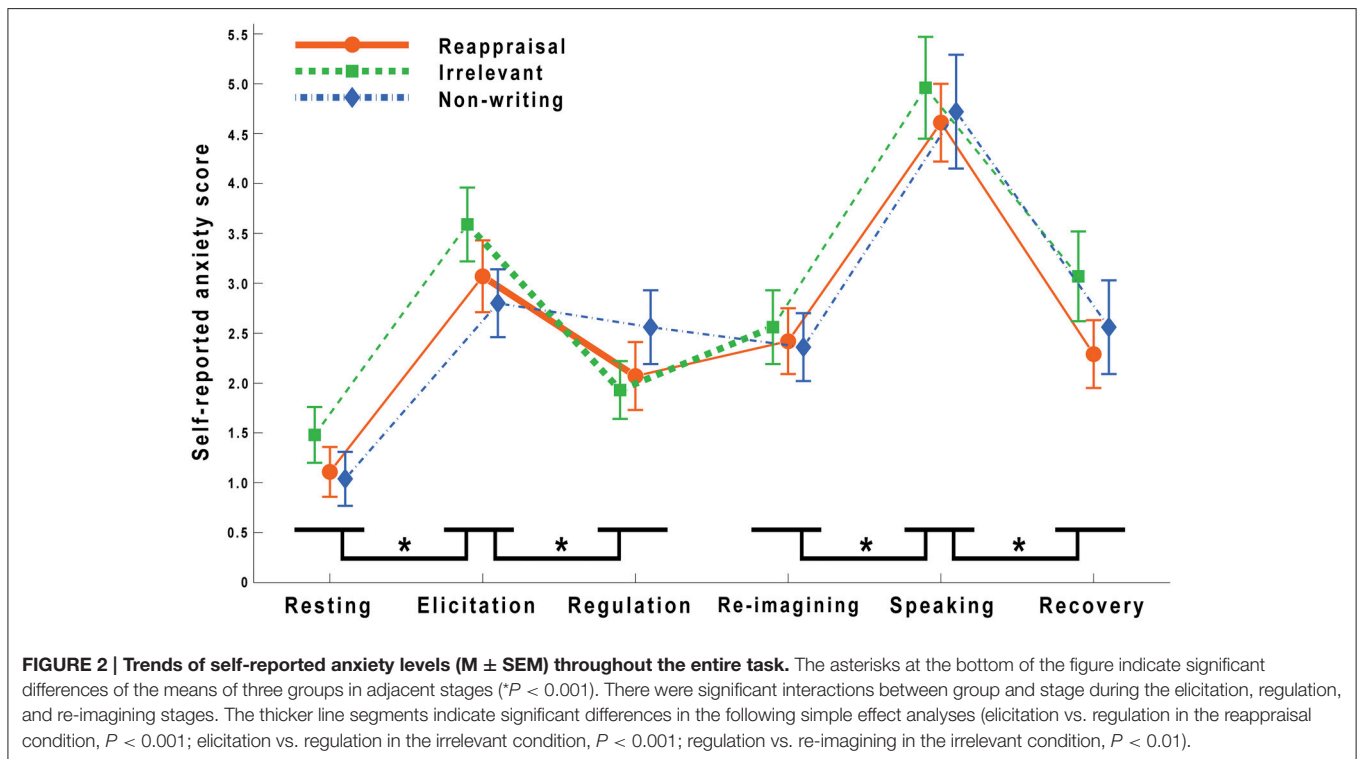 5.5
5.0
4.5
4.0
3.5
3.0
2.5
2.0
1.5
1.0
0.5
0
Self-reported anxiety score
Reappraisal
Irrelevant
Non-writing
* * * *
Resting Elicitation Regulation Re-imagining Speaking Recovery
FIGURE 2 | Trends of self-reported anxiety levels (M ± SEM) throughout the entire task. The asterisks at the bottom of the figure indicate significant
differences of the means of three groups in adjacent stages (*P < 0.001). There were significant interactions between group and stage during the elicitation, regulation,
and re-imagining stages. The thicker line segments indicate significant differences in the following simple effect analyses (elicitation vs. regulation in the reappraisal
condition, P < 0.001; elicitation vs. regulation in the irrelevant condition, P < 0.001; regulation vs. re-imagining in the irrelevant condition, P < 0.01).